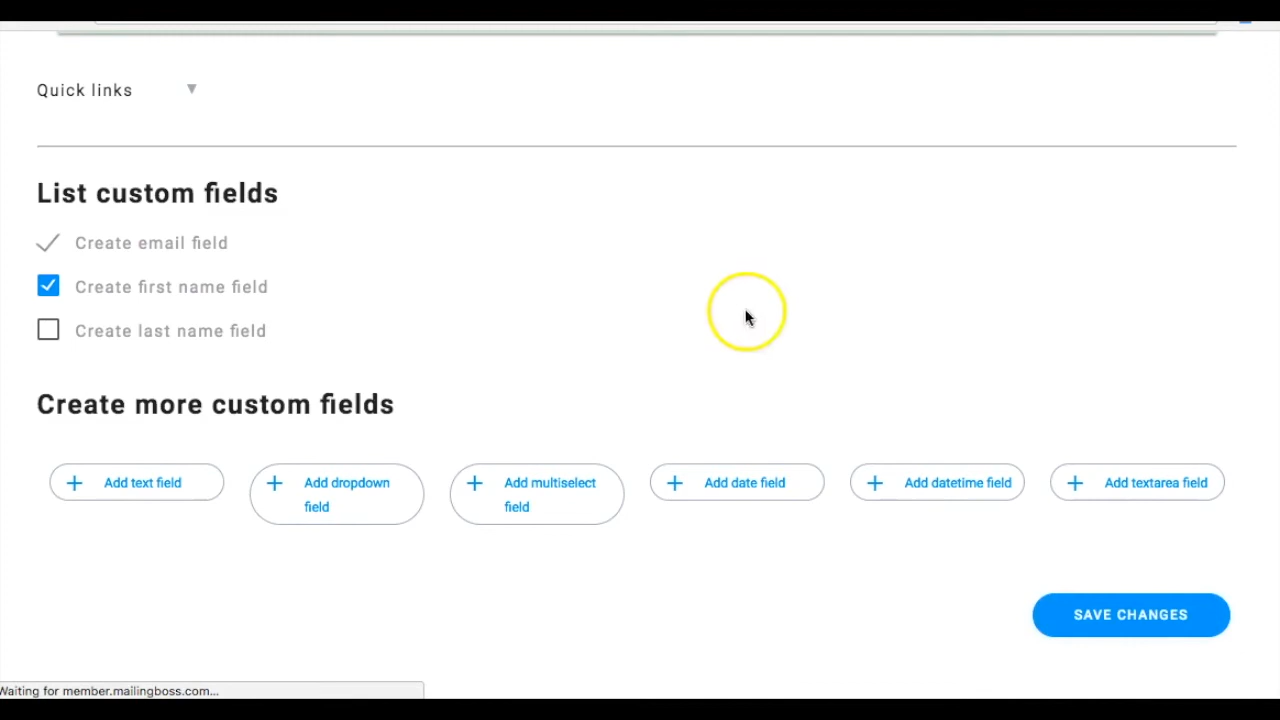 Quick links
List custom fields
Create email field
Create first name field
Create last name field
Create more custom fields
Add text field
Add dropdown
field
Add multiselect
field
Add date field
Add datetime field
Add textarea field
SAVE CHANGES
Waiting for member.mailingboss.com...